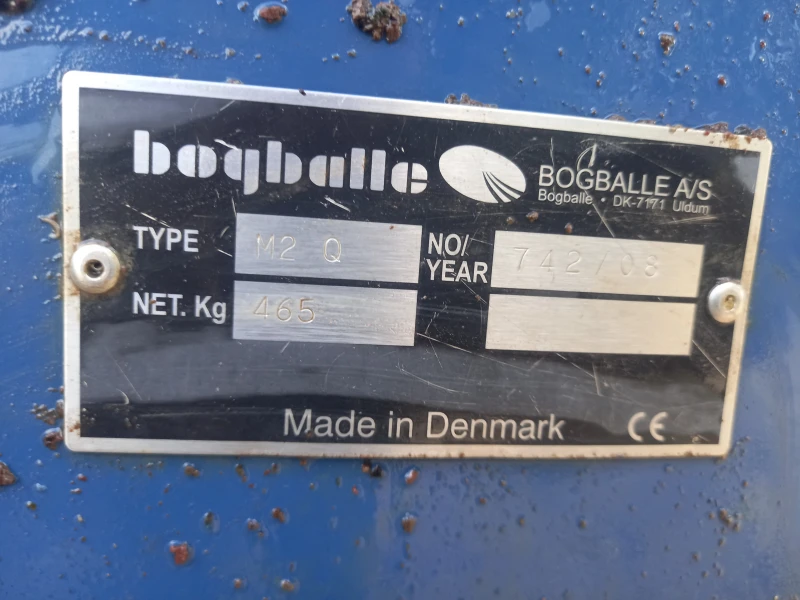 bogballe
BOGBALLE A/S
Bogballe · DK-7171 Uldum
TYPE M2 Q
NO/
YEAR 742/08
NET. Kg 465
Made in Denmark CE